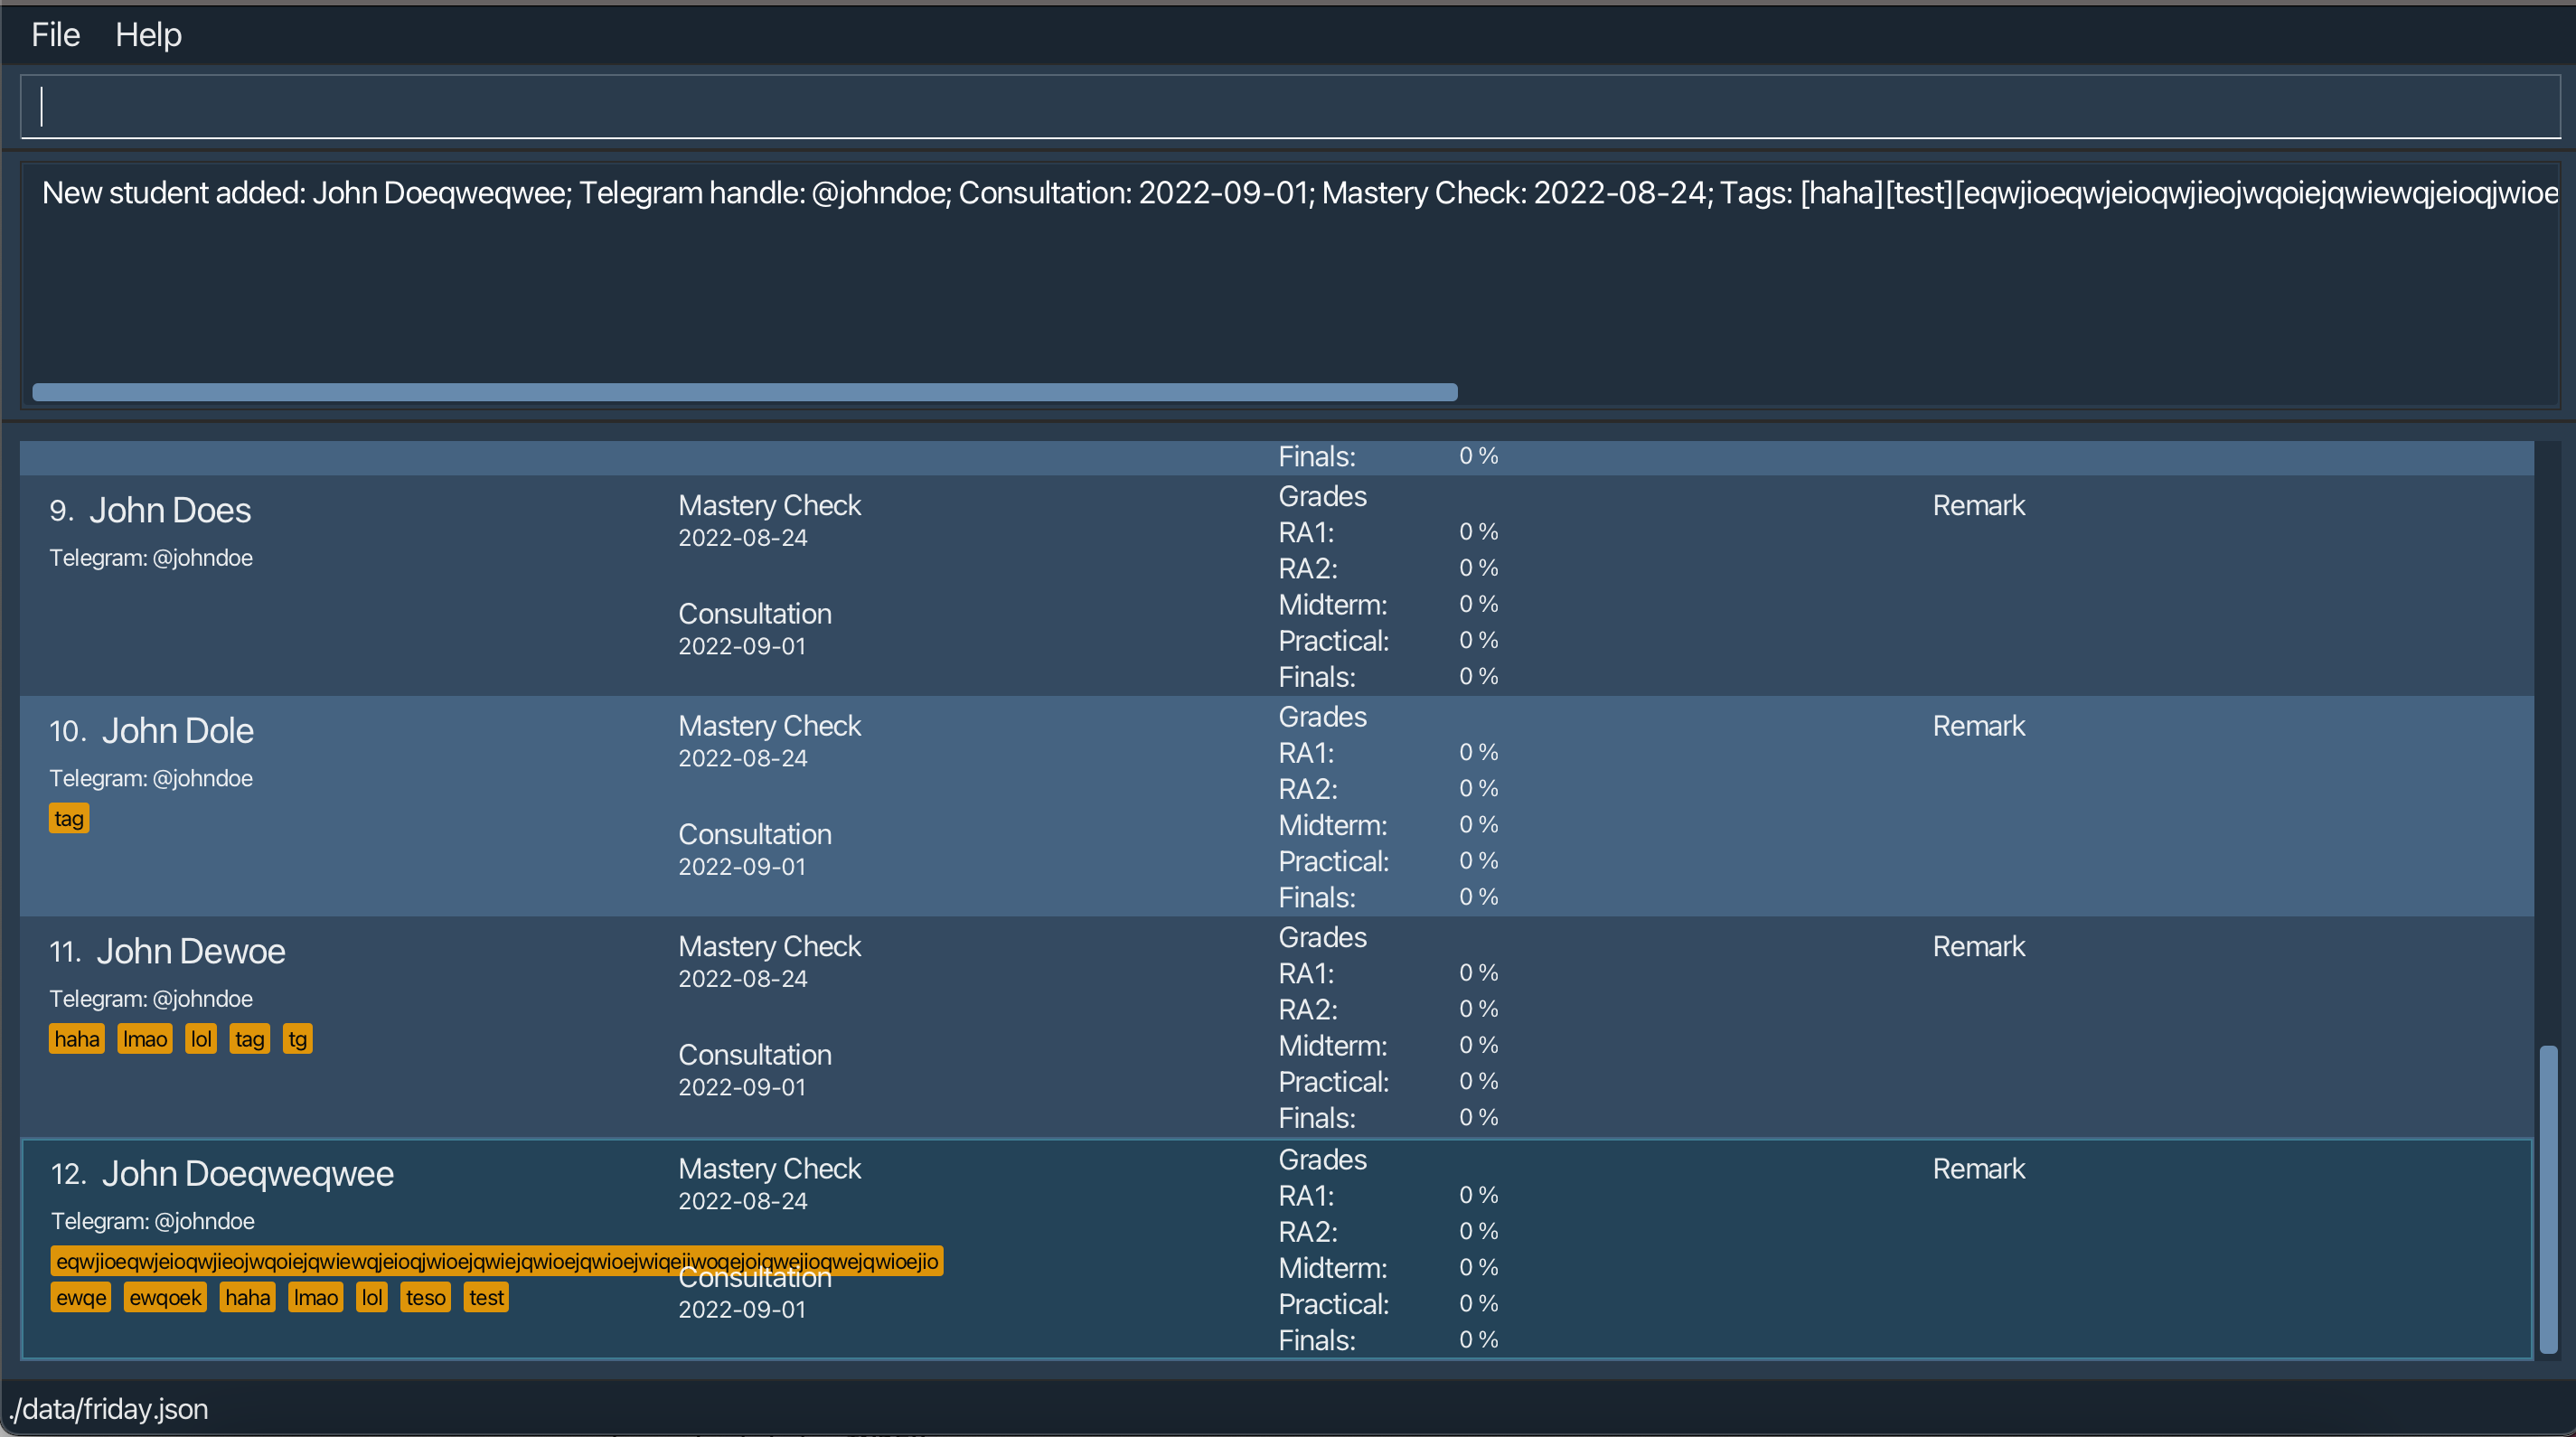 File Help
New student added: John Doeqweqwee; Telegram handle: @johndoe; Consultation: 2022-09-01; Mastery Check: 2022-08-24; Tags: [haha][test][eqwjioeqwjeioqwjieojwqoiejqwiewqjeioqjwioe
Finals: 0 %
9. John Does
Telegram: @johndoe
Mastery Check
2022-08-24
Consultation
2022-09-01
Grades
RA1: 0 %
RA2: 0 %
Midterm: 0 %
Practical: 0 %
Finals: 0 %
Remark
10. John Dole
Telegram: @johndoe
tag
Mastery Check
2022-08-24
Consultation
2022-09-01
Grades
RA1: 0 %
RA2: 0 %
Midterm: 0 %
Practical: 0 %
Finals: 0 %
Remark
11. John Dewoe
Telegram: @johndoe
haha lmao lol tag tg
Mastery Check
2022-08-24
Consultation
2022-09-01
Grades
RA1: 0 %
RA2: 0 %
Midterm: 0 %
Practical: 0 %
Finals: 0 %
Remark
12. John Doeqweqwee
Telegram: @johndoe
ewqe ewqoek haha lmao lol teso test
Mastery Check
2022-08-24
Consultation
2022-09-01
Grades
RA1: 0 %
RA2: 0 %
Midterm: 0 %
Practical: 0 %
Finals: 0 %
Remark
./data/friday.json